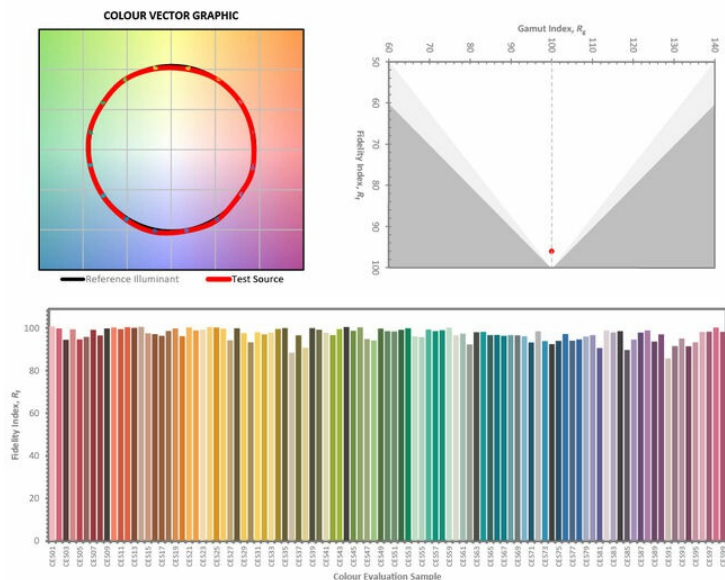 COLOUR VECTOR GRAPHIC
Reference Illuminant Test Source
Gamut Index, Rg
60 70 80 90 100 110 120 130 140
Fidelity Index, Rf
50
60
70
80
90
100
Fidelity Index, Rf
100
80
60
40
20
0
CES01 CES03 CES05 CES07 CES09 CES11 CES13 CES15 CES17 CES19 CES21 CES23 CES25 CES27 CES29 CES31 CES33 CES35 CES37 CES39 CES41 CES43 CES45 CES47 CES49 CES51 CES53 CES55 CES57 CES59 CES61 CES63 CES65 CES67 CES69 CES71 CES73 CES75 CES77 CES79 CES81 CES83 CES85 CES87 CES89 CES91 CES93 CES95 CES97 CES99
Colour Evaluation Sample